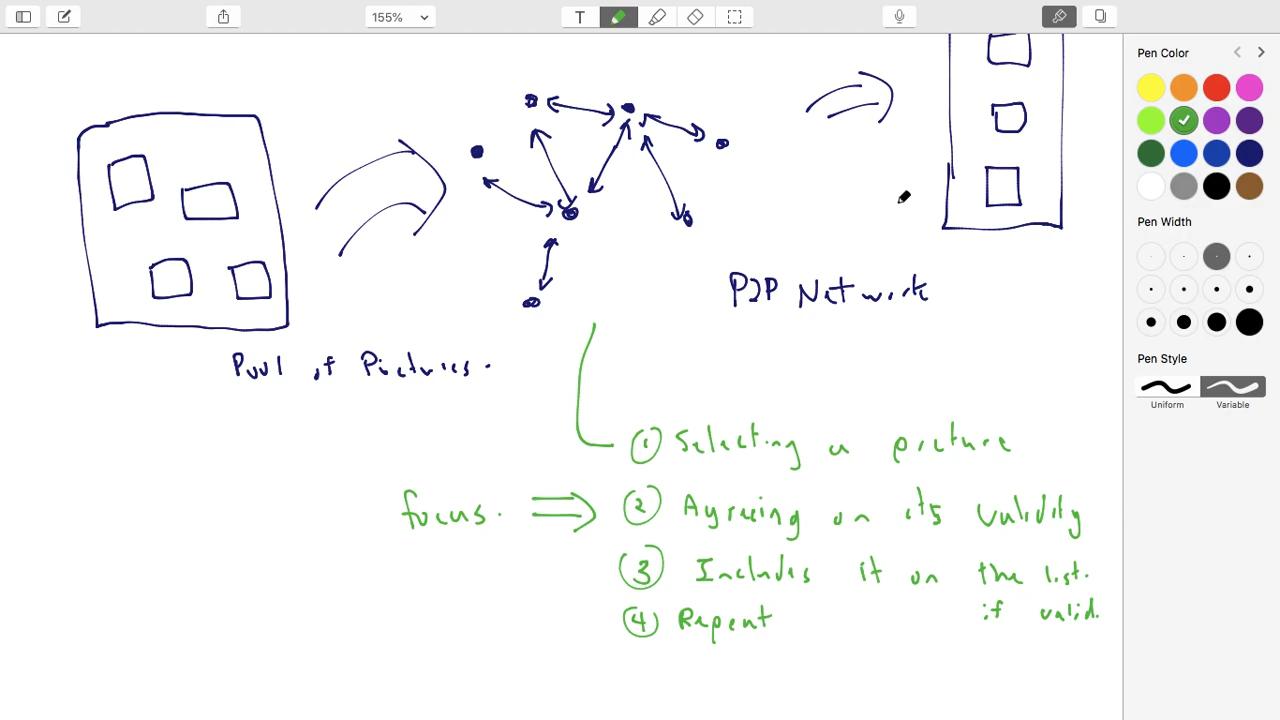 155%
T
Pen Color
P2P Network
Pool of Pictures.
Pen Width
Pen Style
Uniform
Variable
① Selecting a picture
focus. ⇒ ② Agreeing on its validity
③ Includes it on the list.
if valid.
④ Repeat